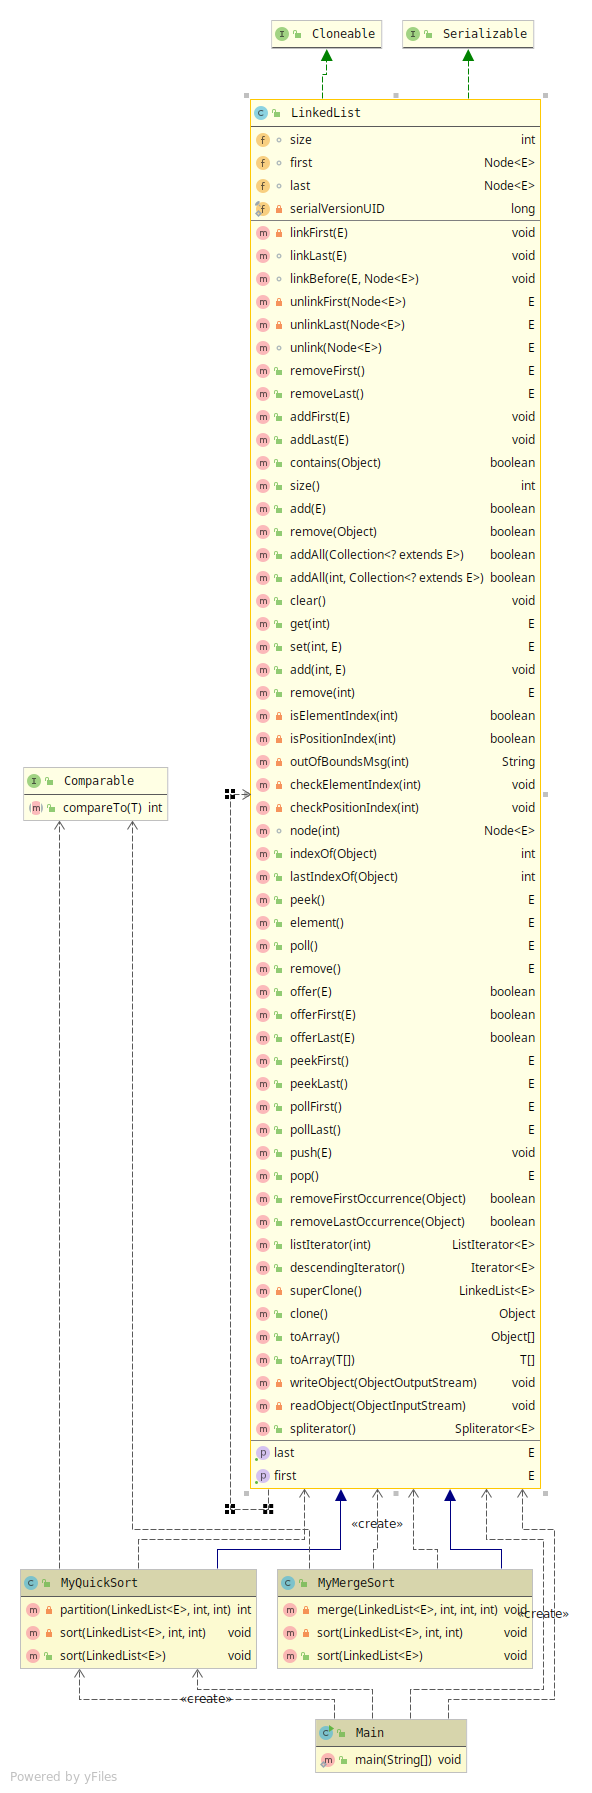 Cloneable
Serializable
LinkedList
size int
first Node<E>
last Node<E>
serialVersionUID long
linkFirst(E) void
linkLast(E) void
linkBefore(E, Node<E>) void
unlinkFirst(Node<E>) E
unlinkLast(Node<E>) E
unlink(Node<E>) E
removeFirst() E
removeLast() E
addFirst(E) void
addLast(E) void
contains(Object) boolean
size() int
add(E) boolean
remove(Object) boolean
addAll(Collection<? extends E>) boolean
addAll(int, Collection<? extends E>) boolean
clear() void
get(int) E
set(int, E) E
add(int, E) void
remove(int) E
isElementIndex(int) boolean
isPositionIndex(int) boolean
outOfBoundsMsg(int) String
checkElementIndex(int) void
checkPositionIndex(int) void
node(int) Node<E>
indexOf(Object) int
lastIndexOf(Object) int
peek() E
element() E
poll() E
remove() E
offer(E) boolean
offerFirst(E) boolean
offerLast(E) boolean
peekFirst() E
peekLast() E
pollFirst() E
pollLast() E
push(E) void
pop() E
removeFirstOccurrence(Object) boolean
removeLastOccurrence(Object) boolean
listIterator(int) ListIterator<E>
descendingIterator() Iterator<E>
superClone() LinkedList<E>
clone() Object
toArray() Object[]
toArray(T[]) T[]
writeObject(ObjectOutputStream) void
readObject(ObjectInputStream) void
spliterator() Spliterator<E>
last E
first E
Comparable
compareTo(T) int
«create»
MyQuickSort
partition(LinkedList<E>, int, int) int
sort(LinkedList<E>, int, int) void
sort(LinkedList<E>) void
MyMergeSort
merge(LinkedList<E>, int, int, int) void
sort(LinkedList<E>, int, int) void
sort(LinkedList<E>) void
«create»
«create»
Main
main(String[]) void
Powered by yFiles